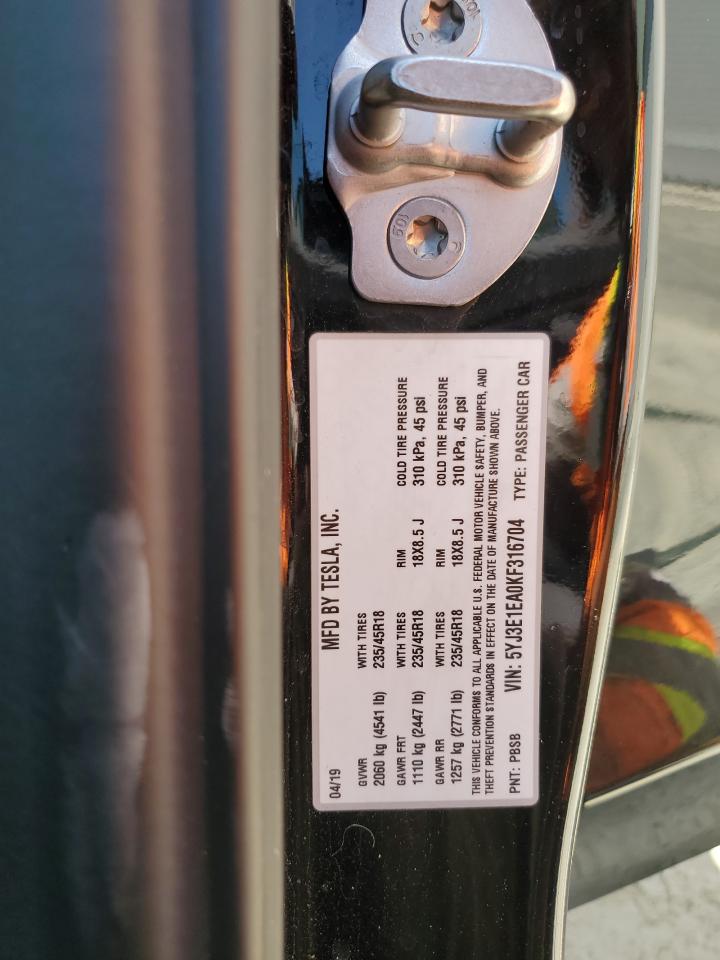 MFD BY TESLA, INC.
04/19
GVWR WITH TIRES RIM COLD TIRE PRESSURE
2060 kg (4541 lb) 235/45R18 18X8.5 J 310 kPa, 45 psi
GAWR FRT WITH TIRES RIM COLD TIRE PRESSURE
1110 kg (2447 lb) 235/45R18 18X8.5 J 310 kPa, 45 psi
GAWR RR WITH TIRES
1257 kg (2771 lb) 235/45R18
THIS VEHICLE CONFORMS TO ALL APPLICABLE U.S. FEDERAL MOTOR VEHICLE SAFETY, BUMPER, AND
THEFT PREVENTION STANDARDS IN EFFECT ON THE DATE OF MANUFACTURE SHOWN ABOVE.
PNT: PBSB VIN: 5YJ3E1EA0KF316704 TYPE: PASSENGER CAR
10.9